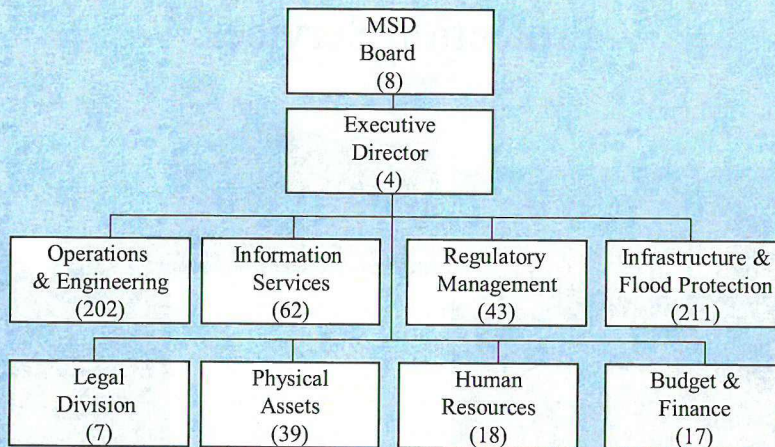 MSD
Board
(8)
Executive
Director
(4)
Operations
& Engineering
(202)
Information
Services
(62)
Regulatory
Management
(43)
Infrastructure &
Flood Protection
(211)
Legal
Division
(7)
Physical
Assets
(39)
Human
Resources
(18)
Budget &
Finance
(17)